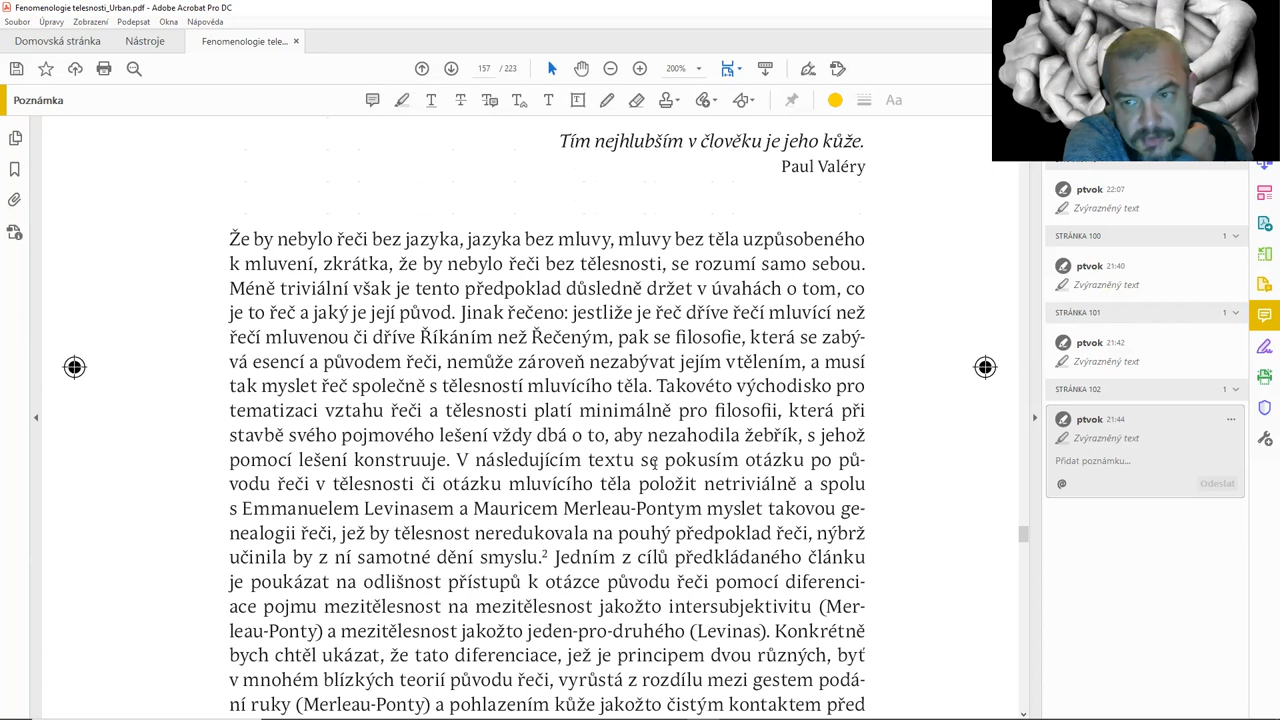 Fenomenologie telesnosti_Urban.pdf - Adobe Acrobat Pro DC
Soubor Úpravy Zobrazení Podepsat Okna Nápověda
Domovská stránka Nástroje Fenomenologie tele... ×
157 / 223 200%
Poznámka
Aa
Tím nejhlubším v člověku je jeho kůže.
Paul Valéry
Že by nebylo řeči bez jazyka, jazyka bez mluvy, mluvy bez těla uzpůsobeného
k mluvení, zkrátka, že by nebylo řeči bez tělesnosti, se rozumí samo sebou.
Méně triviální však je tento předpoklad důsledně držet v úvahách o tom, co
je to řeč a jaký je její původ. Jinak řečeno: jestliže je řeč dříve řečí mluvící než
řečí mluvenou či dříve Říkáním než Řečeným, pak se filosofie, která se zabý-
vá esencí a původem řeči, nemůže zároveň nezabývat jejím vtělením, a musí
tak myslet řeč společně s tělesností mluvícího těla. Takovéto východisko pro
tematizaci vztahu řeči a tělesnosti platí minimálně pro filosofii, která při
stavbě svého pojmového lešení vždy dbá o to, aby nezahodila žebřík, s jehož
pomocí lešení konstruuje. V následujícím textu se pokusím otázku po pů-
vodu řeči v tělesnosti či otázku mluvícího těla položit netriviálně a spolu
s Emmanuelem Levinasem a Mauricem Merleau-Pontym myslet takovou ge-
nealogii řeči, jež by tělesnost neredukovala na pouhý předpoklad řeči, nýbrž
učinila by z ní samotné dění smyslu.2 Jedním z cílů předkládaného článku
je poukázat na odlišnost přístupů k otázce původu řeči pomocí diferenci-
ace pojmu mezitělesnost na mezitělesnost jakožto intersubjektivitu (Mer-
leau-Ponty) a mezitělesnost jakožto jeden-pro-druhého (Levinas). Konkrétně
bych chtěl ukázat, že tato diferenciace, jež je principem dvou různých, byť
v mnohém blízkých teorií původu řeči, vyrůstá z rozdílu mezi gestem podá-
ní ruky (Merleau-Ponty) a pohlazením kůže jakožto čistým kontaktem před
ptvok 22:07
Zvýrazněný text
STRÁNKA 100 1
ptvok 21:40
Zvýrazněný text
STRÁNKA 101 1
ptvok 21:42
Zvýrazněný text
STRÁNKA 102 1
ptvok 21:44
Zvýrazněný text
Přidat poznámku...
Odeslat